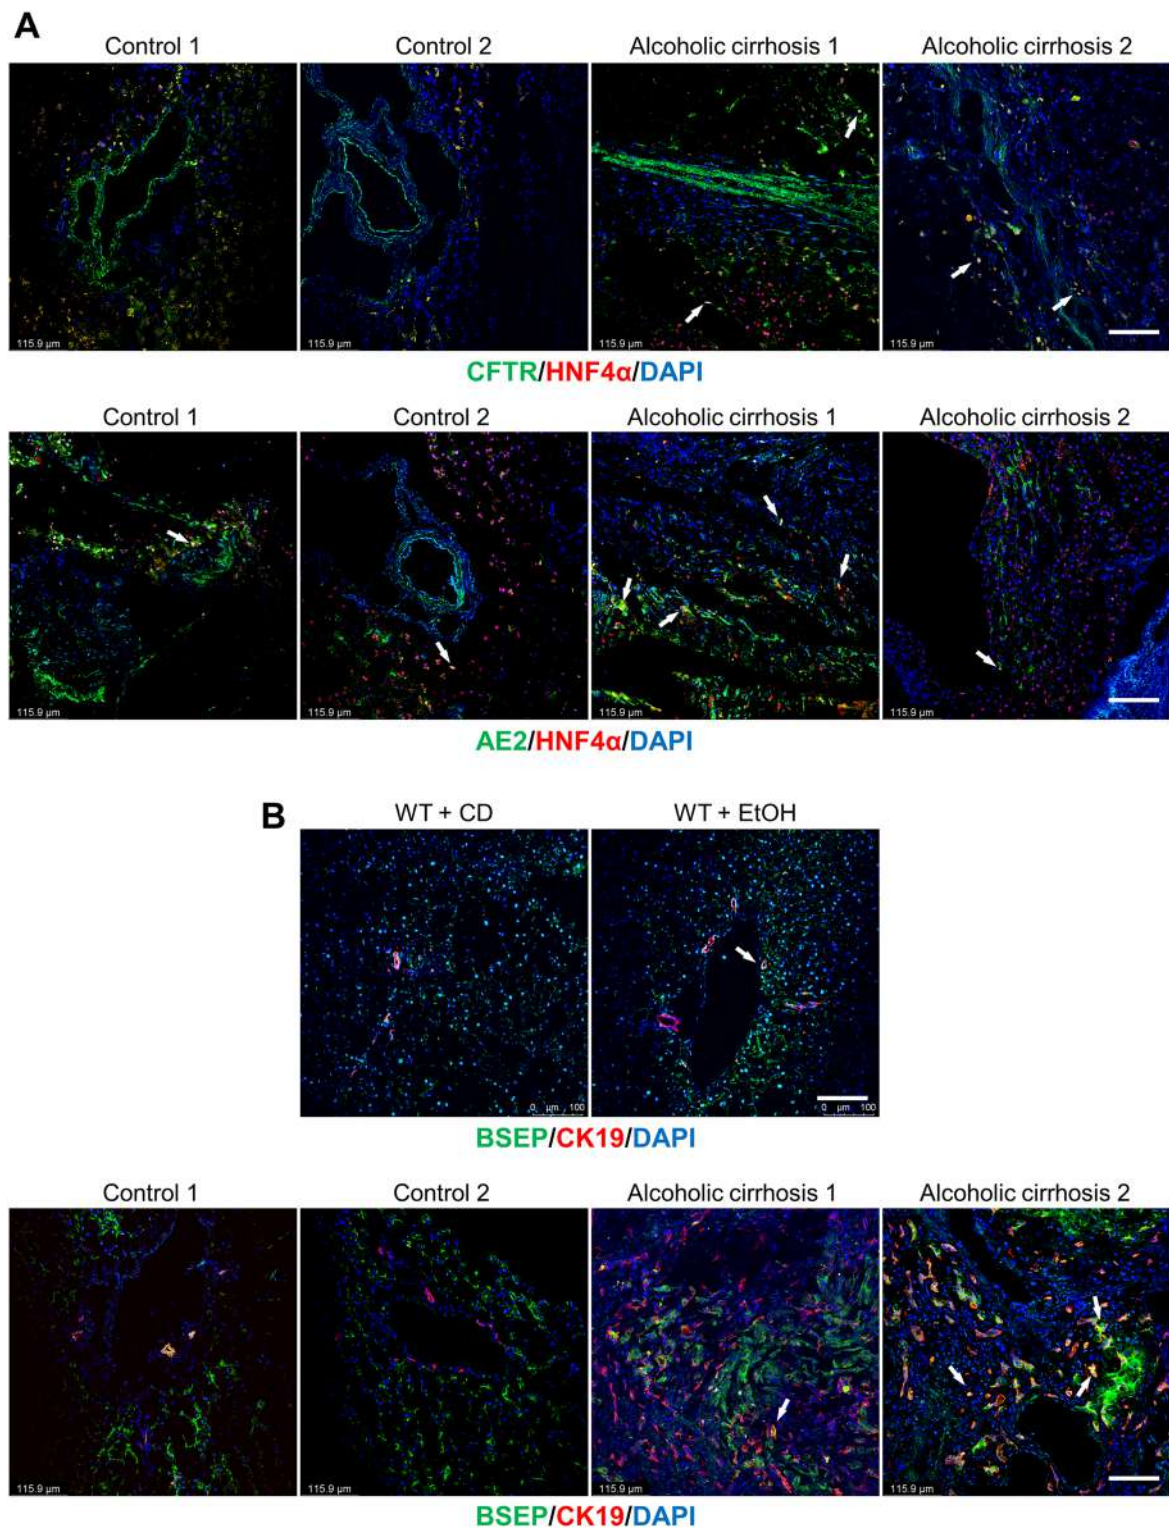 A
Control 1 Control 2 Alcoholic cirrhosis 1 Alcoholic cirrhosis 2
115.9 µm 115.9 µm 115.9 µm 115.9 µm
CFTR/HNF4α/DAPI
Control 1 Control 2 Alcoholic cirrhosis 1 Alcoholic cirrhosis 2
115.9 µm 115.9 µm 115.9 µm 115.9 µm
AE2/HNF4α/DAPI
B
WT + CD WT + EtOH
0 µm 100 0 µm 100
BSEP/CK19/DAPI
Control 1 Control 2 Alcoholic cirrhosis 1 Alcoholic cirrhosis 2
115.9 µm 115.9 µm 115.9 µm 115.9 µm
BSEP/CK19/DAPI